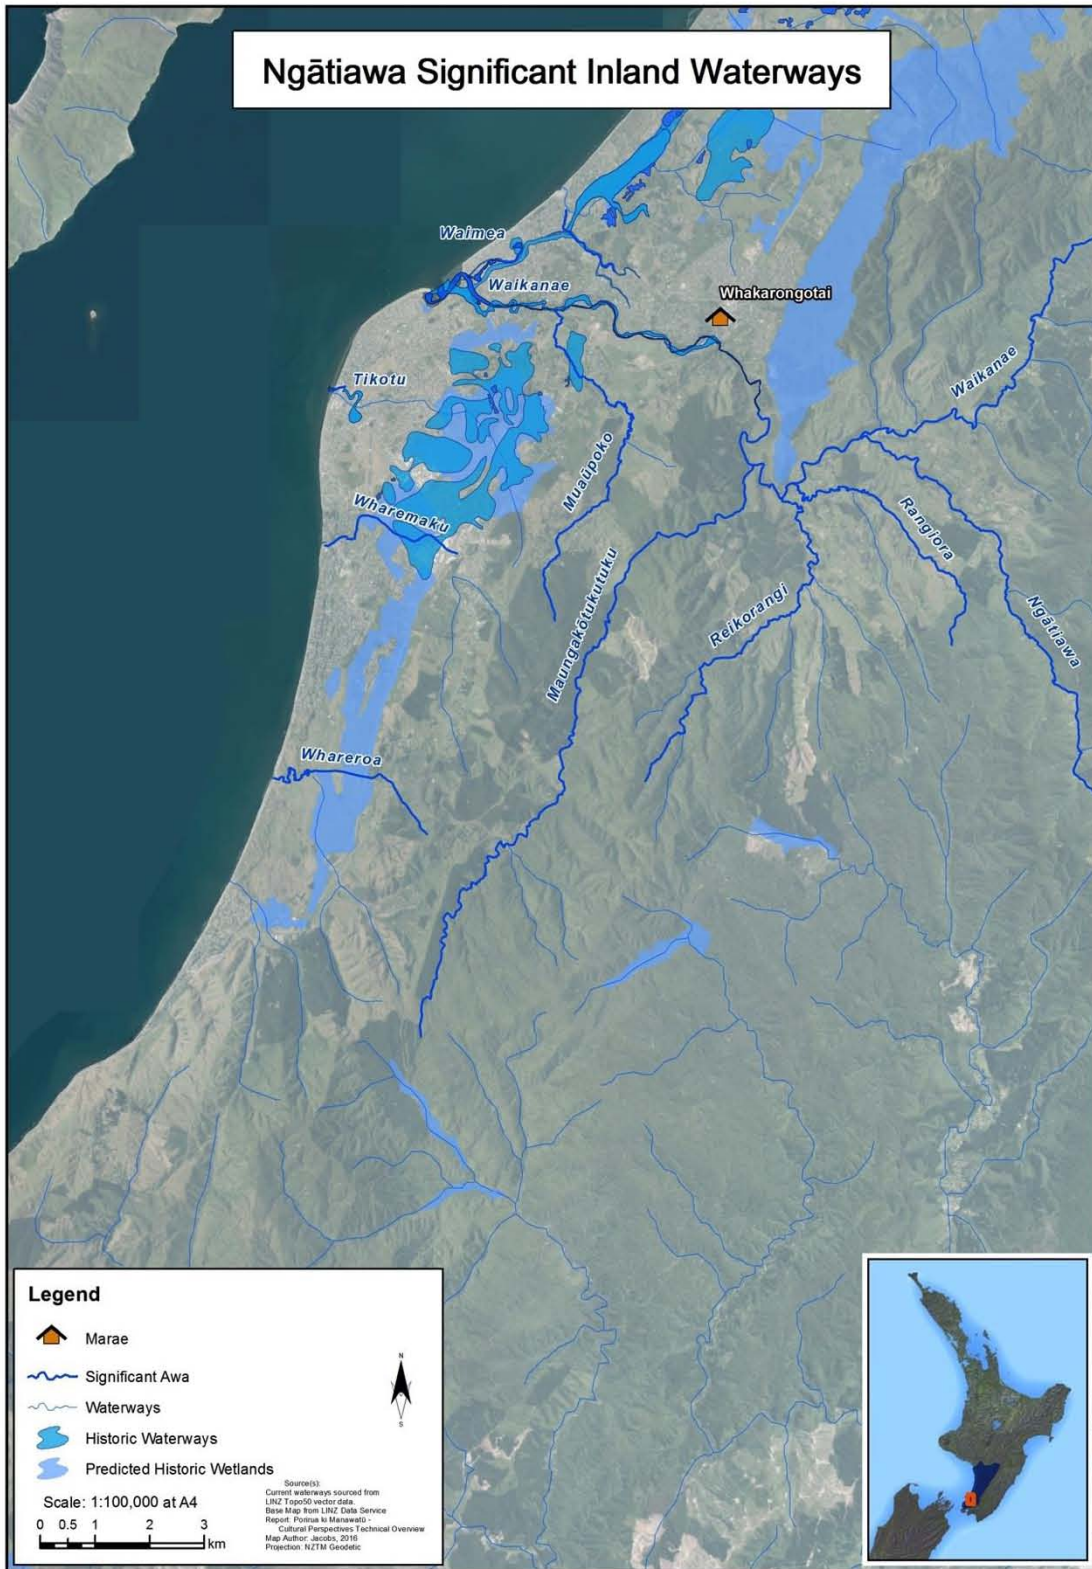 Ngātiawa Significant Inland Waterways
Waimea
Waikanae
Whakarongotai
Waikanae
Tikotu
Muaūpoko
Wharemaku
Rangiora
Maungakōtukutuku
Reikorangi
Ngātiawa
Whareroa
Legend
Marae
Significant Awa
Waterways
Historic Waterways
Predicted Historic Wetlands
N
S
Scale: 1:100,000 at A4
0 0.5 1 2 3
km
Source(s):
Current waterways sourced from
LINZ Topo50 vector data.
Base Map from LINZ Data Service
Report: Porirua ki Manawatū -
Cultural Perspectives Technical Overview
Map Author: Jacobs, 2016
Projection: NZTM Geodetic